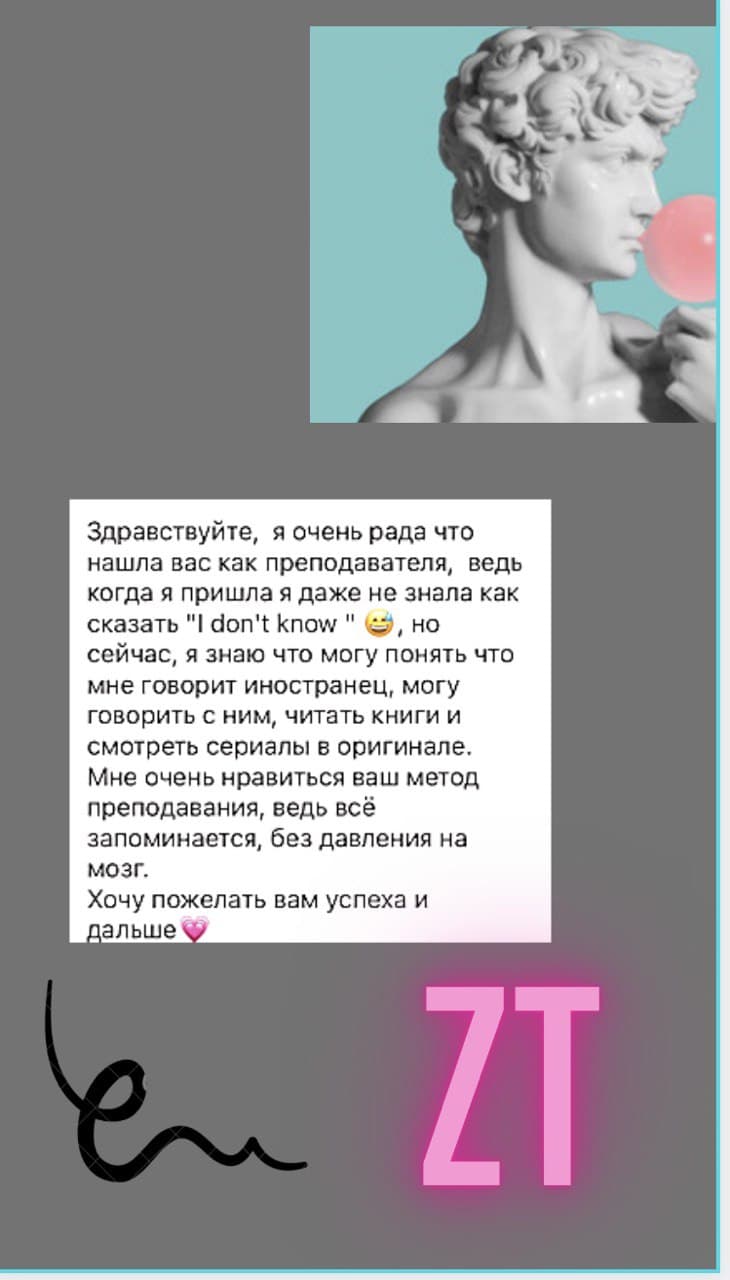 Здравствуйте,  я очень рада что
нашла вас как преподавателя,  ведь
когда я пришла я даже не знала как
сказать "I don't know " 😅, но
сейчас, я знаю что могу понять что
мне говорит иностранец, могу
говорить с ним, читать книги и
смотреть сериалы в оригинале.
Мне очень нравиться ваш метод
преподавания, ведь всё
запоминается, без давления на
мозг.
Хочу пожелать вам успеха и
дальше💗
ZT